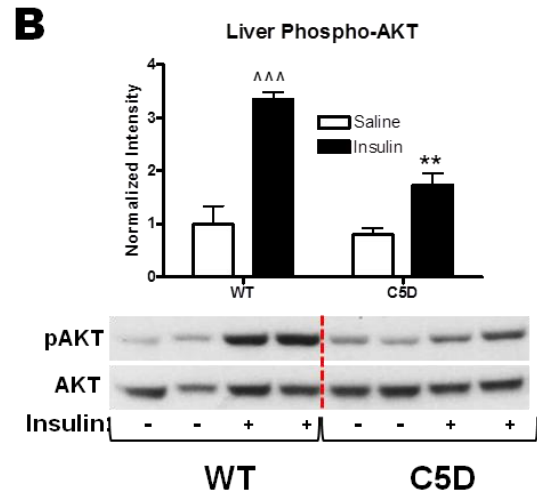 B
Liver Phospho-AKT
Normalized Intensity
4
3
2
1
0
^^^
**
Saline
Insulin
WT C5D
pAKT
AKT
Insulin: - - + + - - + +
WT C5D